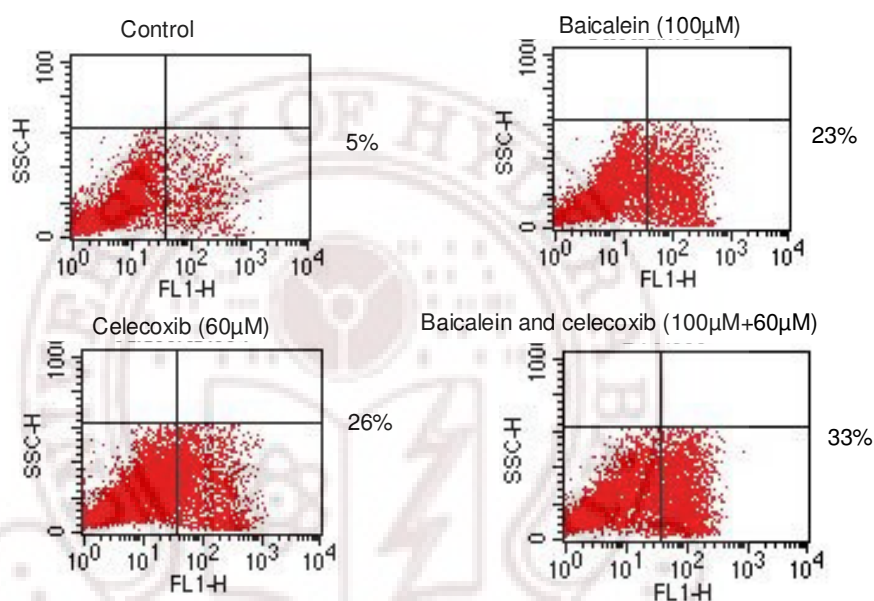 Control
100
SSC-H
0
5%
10^0 10^1 10^2 10^3 10^4
FL1-H
Baicalein (100µM)
100
SSC-H
0
23%
10^0 10^1 10^2 10^3 10^4
FL1-H
Celecoxib (60µM)
100
SSC-H
0
26%
10^0 10^1 10^2 10^3 10^4
FL1-H
Baicalein and celecoxib (100µM+60µM)
100
SSC-H
0
33%
10^0 10^1 10^2 10^3 10^4
FL1-H
OF HYD